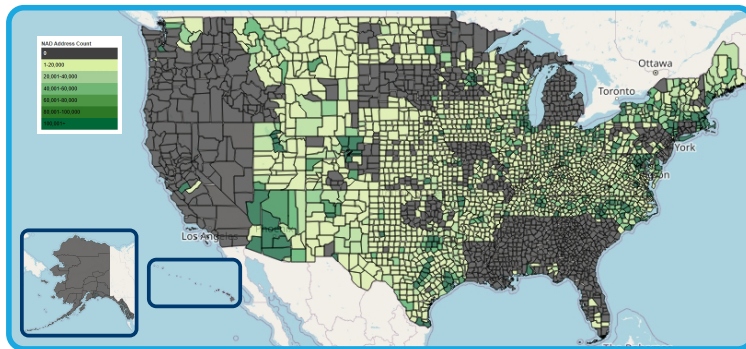 NAD Address Count
0
1-20,000
20,001-40,000
40,001-60,000
60,001-80,000
80,001-100,000
100,001+
Ottawa
Toronto
York
Los Angeles